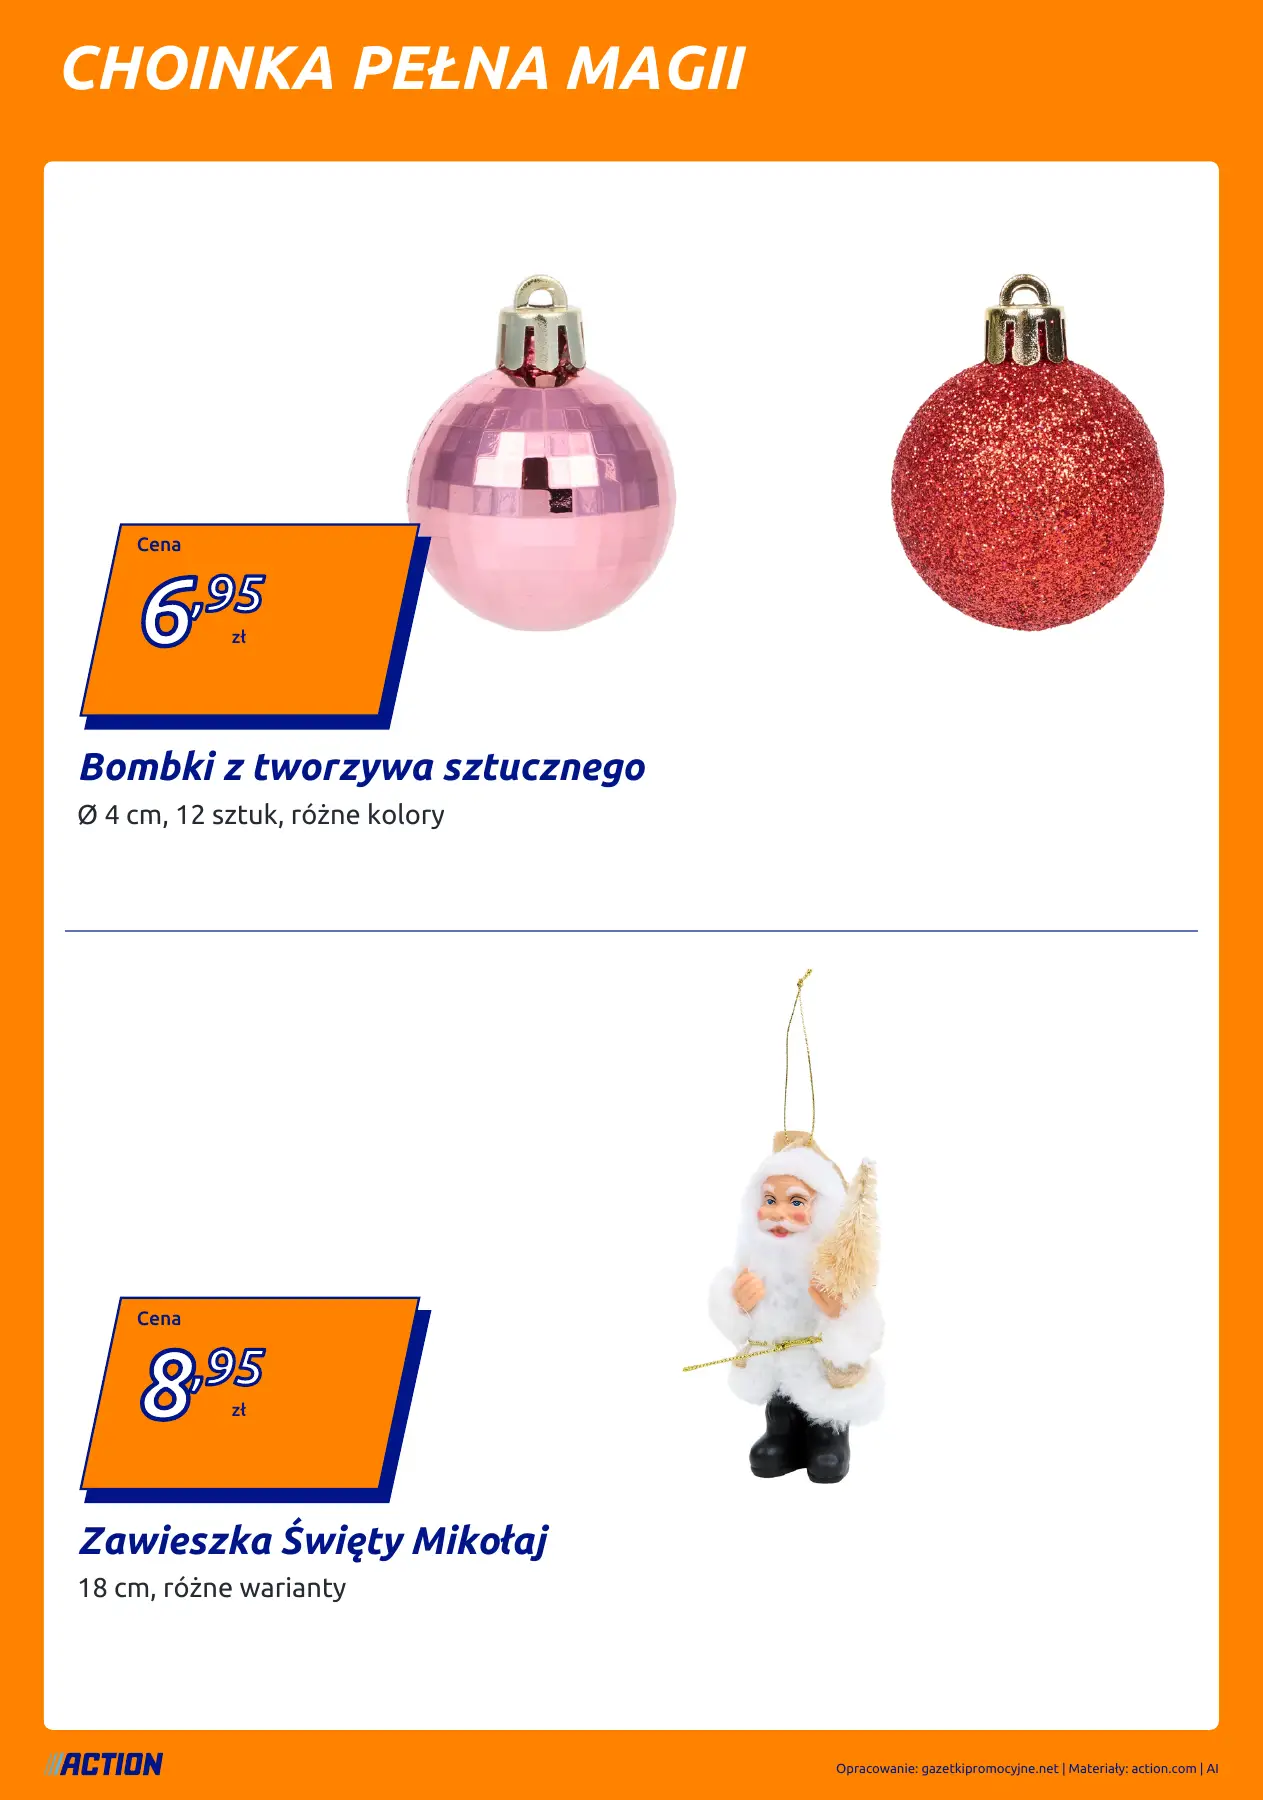 CHOINKA PEŁNA MAGII
Cena
6,95
zł
Bombki z tworzywa sztucznego
Ø 4 cm, 12 sztuk, różne kolory
Cena
8,95
zł
Zawieszka Święty Mikołaj
18 cm, różne warianty
ACTION
Opracowanie: gazetkipromocyjne.net | Materiały: action.com | AI